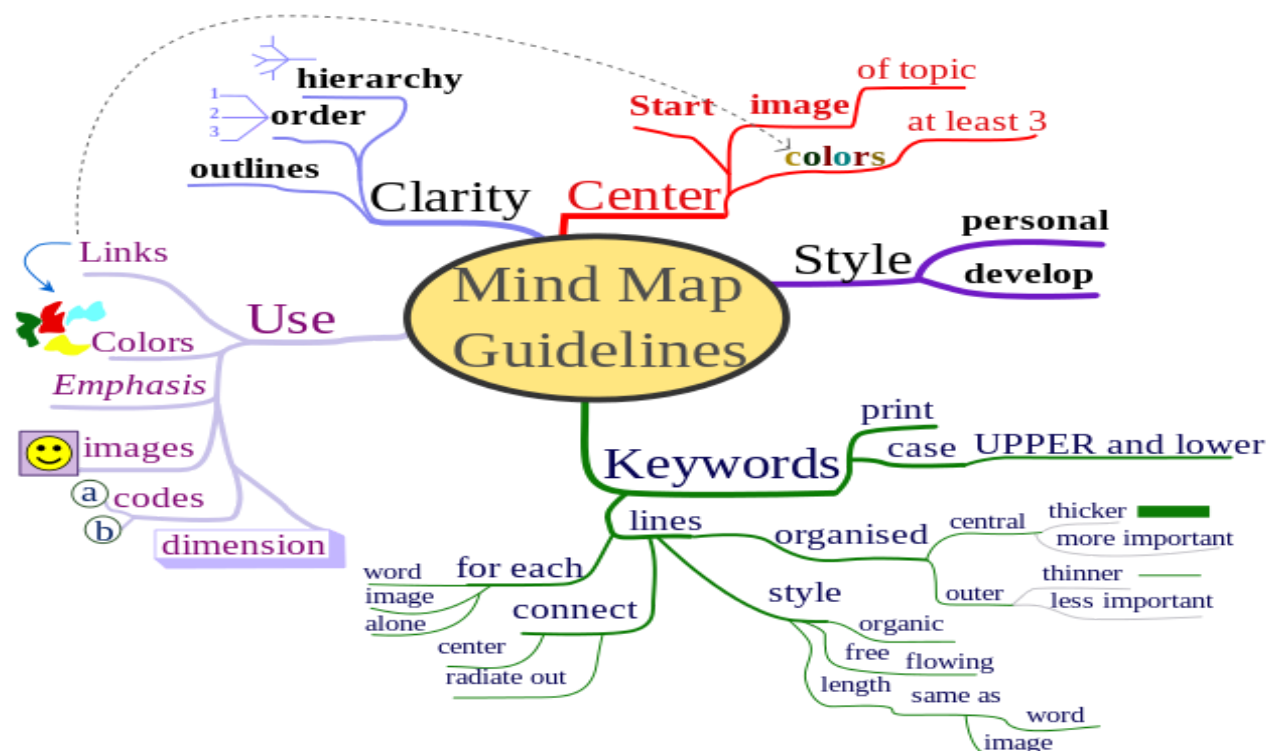 Mind Map
Guidelines
Center
Start
image
of topic
colors
at least 3
Style
personal
develop
Keywords
print
case
UPPER and lower
lines
organised
central
thicker
more important
outer
thinner
less important
style
organic
free
flowing
length
same as
word
image
connect
center
radiate out
for each
word
image
alone
Use
Links
Colors
Emphasis
images
codes
a
b
dimension
Clarity
hierarchy
order
1
2
3
outlines